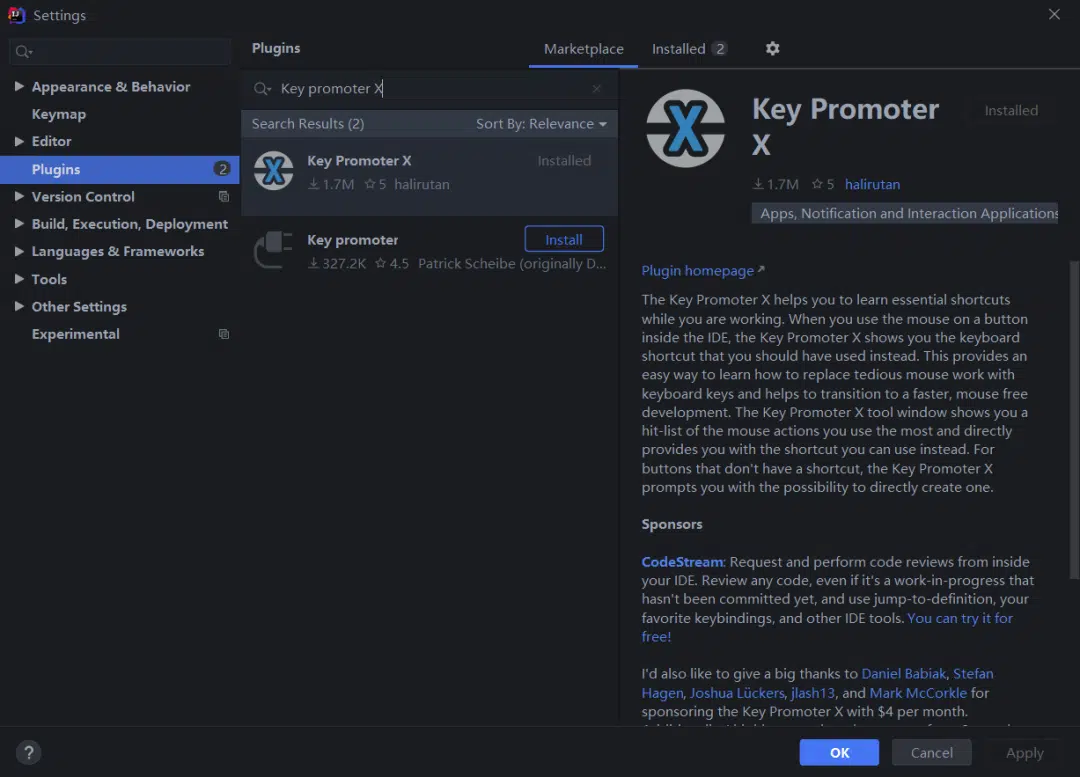 Settings
Plugins
Marketplace
Installed 2
Key promoter X
Appearance & Behavior
Keymap
Editor
Plugins 2
Version Control
Build, Execution, Deployment
Languages & Frameworks
Tools
Other Settings
Experimental
Search Results (2)
Sort By: Relevance
Key Promoter X
Installed
1.7M 5 halirutan
Key promoter
Install
327.2K 4.5 Patrick Scheibe (originally D...
Key Promoter
X
Installed
1.7M 5 halirutan
Apps, Notification and Interaction Applications
Plugin homepage
The Key Promoter X helps you to learn essential shortcuts
while you are working. When you use the mouse on a button
inside the IDE, the Key Promoter X shows you the keyboard
shortcut that you should have used instead. This provides an
easy way to learn how to replace tedious mouse work with
keyboard keys and helps to transition to a faster, mouse free
development. The Key Promoter X tool window shows you a
hit-list of the mouse actions you use the most and directly
provides you with the shortcut you can use instead. For
buttons that don't have a shortcut, the Key Promoter X
prompts you with the possibility to directly create one.
Sponsors
CodeStream: Request and perform code reviews from inside
your IDE. Review any code, even if it's a work-in-progress that
hasn't been committed yet, and use jump-to-definition, your
favorite keybindings, and other IDE tools. You can try it for
free!
I'd also like to give a big thanks to Daniel Babiak, Stefan
Hagen, Joshua Lückers, jlash13, and Mark McCorkle for
sponsoring the Key Promoter X with $4 per month.
?
OK
Cancel
Apply